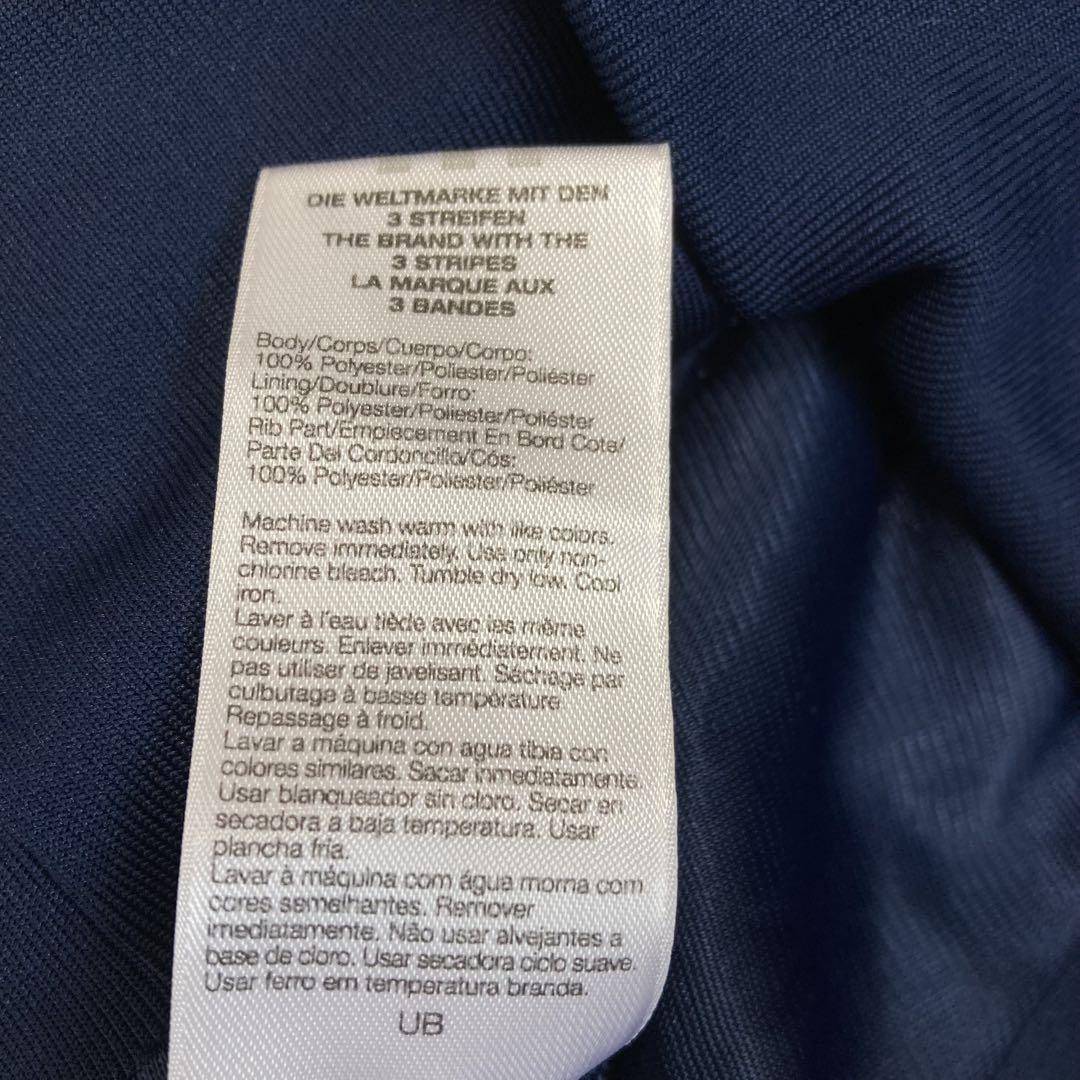 DIE WELTMARKE MIT DEN
3 STREIFEN
THE BRAND WITH THE
3 STRIPES
LA MARQUE AUX
3 BANDES
Body/Corps/Cuerpo/Corpo:
100% Polyester/Poliester/Poliéster
Lining/Doublure/Forro:
100% Polyester/Poliester/Poliéster
Rib Part/Empiecement En Bord Cote/
Parte Del Cordoncillo/Cós:
100% Polyester/Poliester/Poliéster
Machine wash warm with like colors.
Remove immediately. Use only non-
chlorine bleach. Tumble dry low. Cool
iron.
Laver à l'eau tiède avec les même
couleurs. Enlever immédiatement. Ne
pas utiliser de javelisant. Séchage par
culbutage à basse température
Repassage à froid.
Lavar a máquina con agua tibia con
colores similares. Sacar inmediatamente.
Usar blanqueador sin cloro. Secar en
secadora a baja temperatura. Usar
plancha fría.
Lavar à máquina com água morna com
cores semelhantes. Remover
imediatamente. Não usar alvejantes a
base de cloro. Usar secadora ciclo suave.
Usar ferro em temperatura branda.
UB